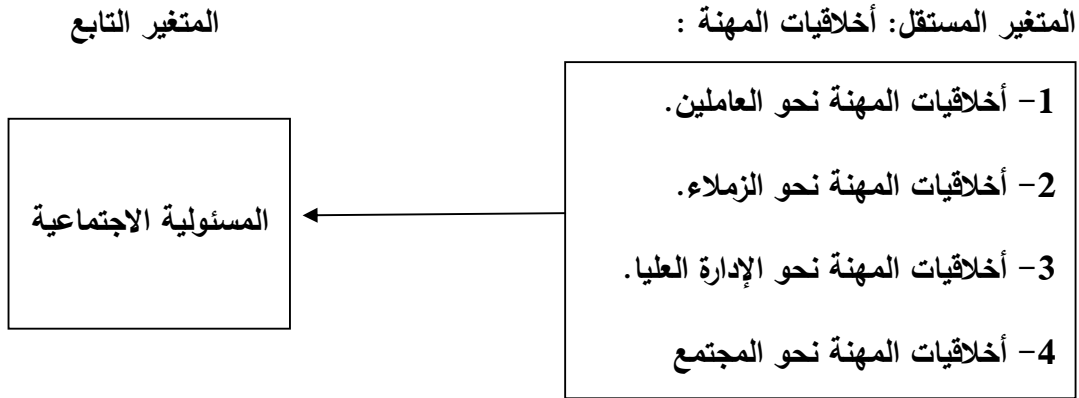 المتغير المستقل: أخلاقيات المهنة :
المتغير التابع
1- أخلاقيات المهنة نحو العاملين.
2- أخلاقيات المهنة نحو الزملاء.
3- أخلاقيات المهنة نحو الإدارة العليا.
4- أخلاقيات المهنة نحو المجتمع
المسئولية الاجتماعية